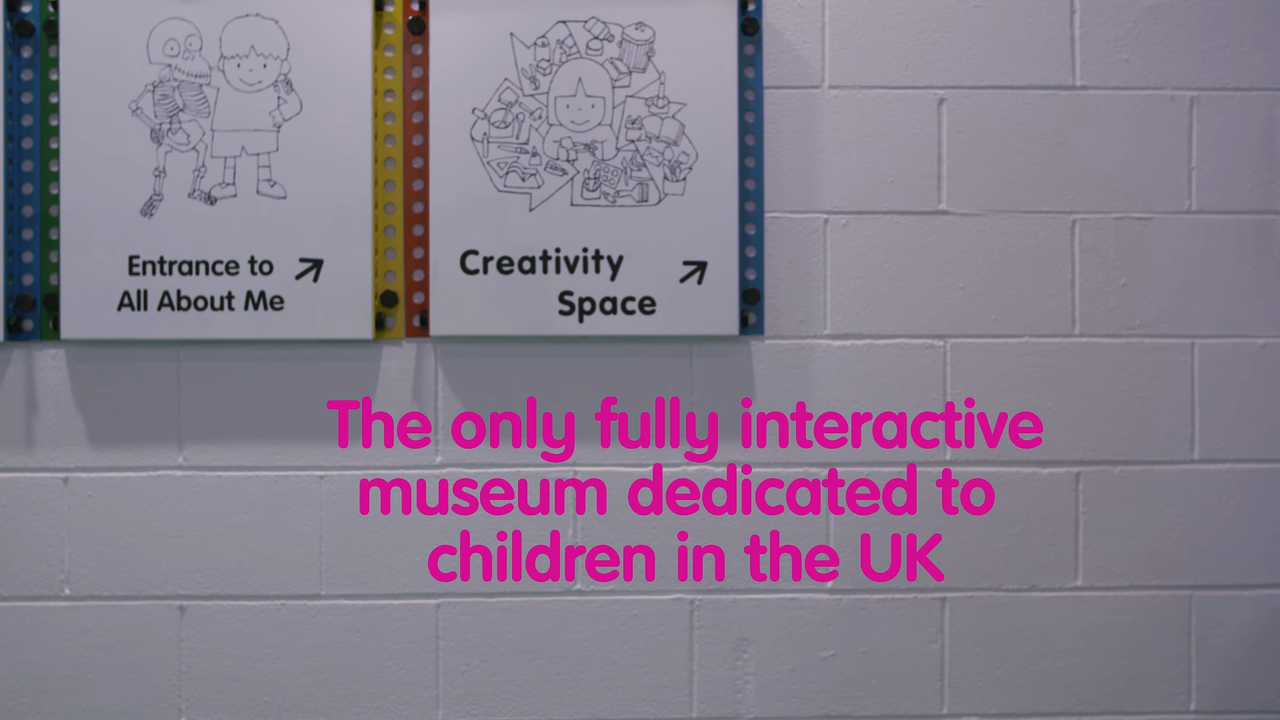 Entrance to
All About Me
Creativity
Space
The only fully interactive
museum dedicated to
children in the UK